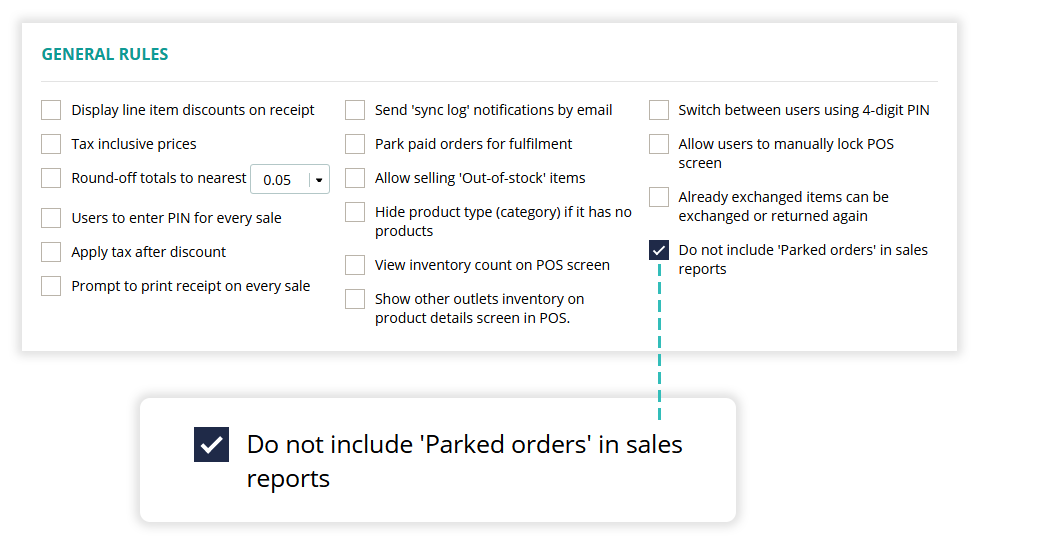 GENERAL RULES
Display line item discounts on receipt
Tax inclusive prices
Round-off totals to nearest 0.05
Users to enter PIN for every sale
Apply tax after discount
Prompt to print receipt on every sale
Send 'sync log' notifications by email
Park paid orders for fulfilment
Allow selling 'Out-of-stock' items
Hide product type (category) if it has no
products
View inventory count on POS screen
Show other outlets inventory on
product details screen in POS.
Switch between users using 4-digit PIN
Allow users to manually lock POS
screen
Already exchanged items can be
exchanged or returned again
Do not include 'Parked orders' in sales
reports
Do not include 'Parked orders' in sales
reports